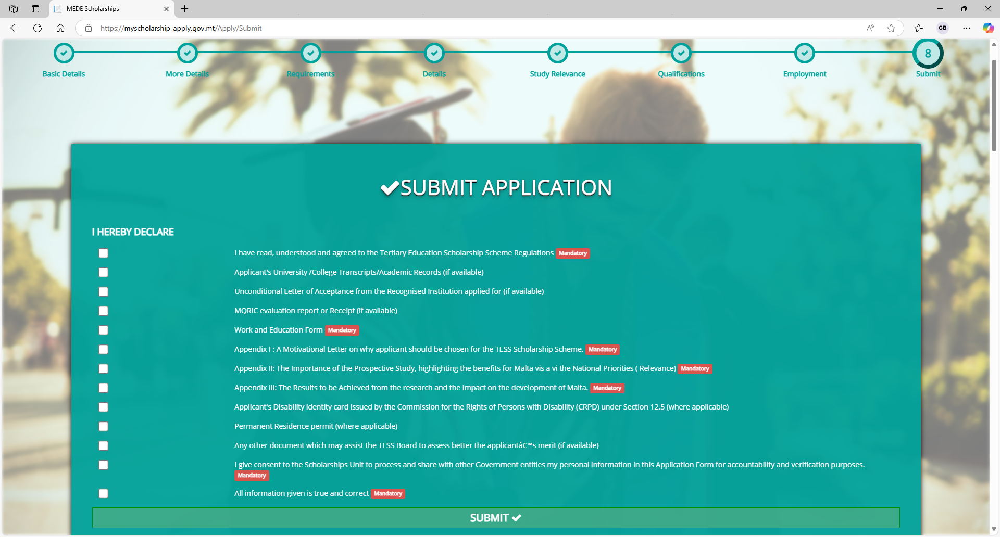 MEDE Scholarships
https://myscholarship-apply.gov.mt/Apply/Submit
GB
8
Basic Details
More Details
Requirements
Details
Study Relevance
Qualifications
Employment
Submit
SUBMIT APPLICATION
I HEREBY DECLARE
I have read, understood and agreed to the Tertiary Education Scholarship Scheme Regulations Mandatory
Applicant's University /College Transcripts/Academic Records (if available)
Unconditional Letter of Acceptance from the Recognised Institution applied for (if available)
MQRIC evaluation report or Receipt (if available)
Work and Education Form Mandatory
Appendix I : A Motivational Letter on why applicant should be chosen for the TESS Scholarship Scheme. Mandatory
Appendix II: The Importance of the Prospective Study, highlighting the benefits for Malta vis a vi the National Priorities ( Relevance) Mandatory
Appendix III: The Results to be Achieved from the research and the Impact on the development of Malta. Mandatory
Applicant's Disability identity card issued by the Commission for the Rights of Persons with Disability (CRPD) under Section 12.5 (where applicable)
Permanent Residence permit (where applicable)
Any other document which may assist the TESS Board to assess better the applicantâ€™s merit (if available)
I give consent to the Scholarships Unit to process and share with other Government entities my personal information in this Application Form for accountability and verification purposes.
Mandatory
All information given is true and correct Mandatory
SUBMIT